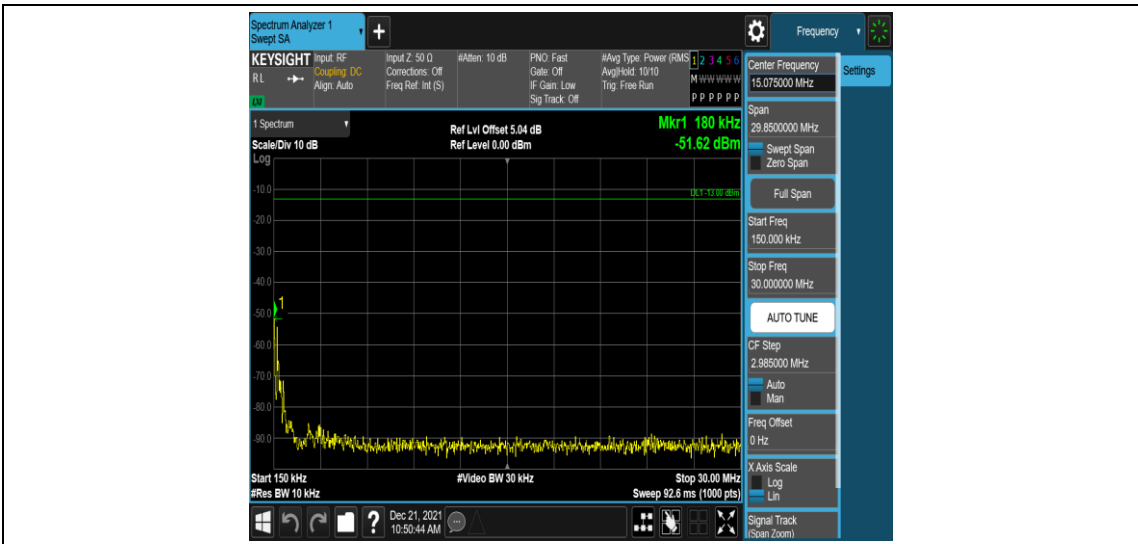 Spectrum Analyzer 1
Swept SA
+
Frequency
KEYSIGHT
RL
LXI
Input: RF
Coupling: DC
Align: Auto
Input Z: 50 Ω
Corrections: Off
Freq Ref: Int (S)
#Atten: 10 dB
PNO: Fast
Gate: Off
IF Gain: Low
Sig Track: Off
#Avg Type: Power (RMS
Avg|Hold: 10/10
Trig: Free Run
1 2 3 4 5 6
M W W W W W
P P P P P P
1 Spectrum
Scale/Div 10 dB
Log
Ref Lvl Offset 5.04 dB
Ref Level 0.00 dBm
Mkr1 180 kHz
-51.62 dBm
DL1 -13.00 dBm
-10.0
-20.0
-30.0
-40.0
1
-50.0
-60.0
-70.0
-80.0
-90.0
Start 150 kHz
#Res BW 10 kHz
#Video BW 30 kHz
Stop 30.00 MHz
Sweep 92.6 ms (1000 pts)
?
Dec 21, 2021
10:50:44 AM
Center Frequency
15.075000 MHz
Settings
Span
29.8500000 MHz
Swept Span
Zero Span
Full Span
Start Freq
150.000 kHz
Stop Freq
30.000000 MHz
AUTO TUNE
CF Step
2.985000 MHz
Auto
Man
Freq Offset
0 Hz
X Axis Scale
Log
Lin
Signal Track
(Span Zoom)